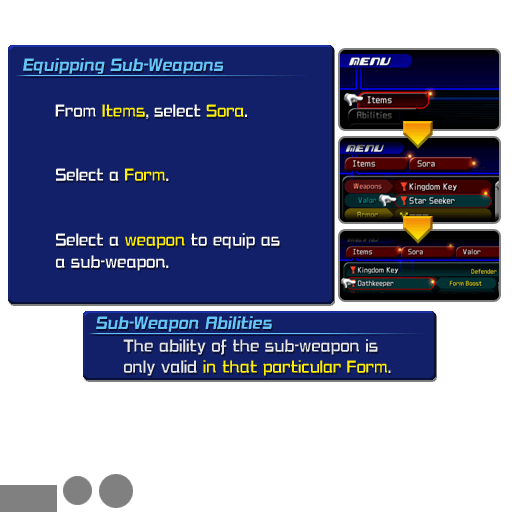 Equipping Sub-Weapons
From Items, select Sora.
Select a Form.
Select a weapon to equip as
a sub-weapon.
MENU
Items
Abilities
MENU
Items Sora
Weapons Kingdom Key
Valor Star Seeker
Armor
Items Sora Valor
Kingdom Key Defender
Oathkeeper Form Boost
Sub-Weapon Abilities
The ability of the sub-weapon is
only valid in that particular Form.